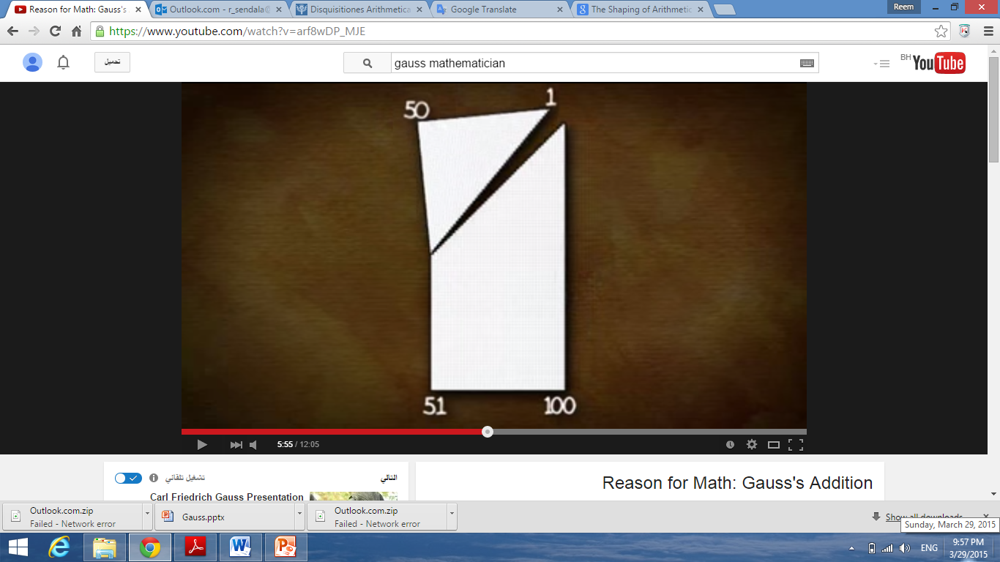 Reason for Math: Gauss's
Outlook.com - r_sendala@
Disquisitiones Arithmetica
Google Translate
The Shaping of Arithmetic
Reem
https://www.youtube.com/watch?v=arf8wDP_MJE
تحميل
gauss mathematician
BH
YouTube
50
1
51
100
5:55 / 12:05
تشغيل تلقائي
التالي
Carl Friedrich Gauss Presentation
Reason for Math: Gauss's Addition
Outlook.com.zip
Failed - Network error
Gauss.pptx
Outlook.com.zip
Failed - Network error
Show all downloads...
Sunday, March 29, 2015
ENG
9:57 PM
3/29/2015